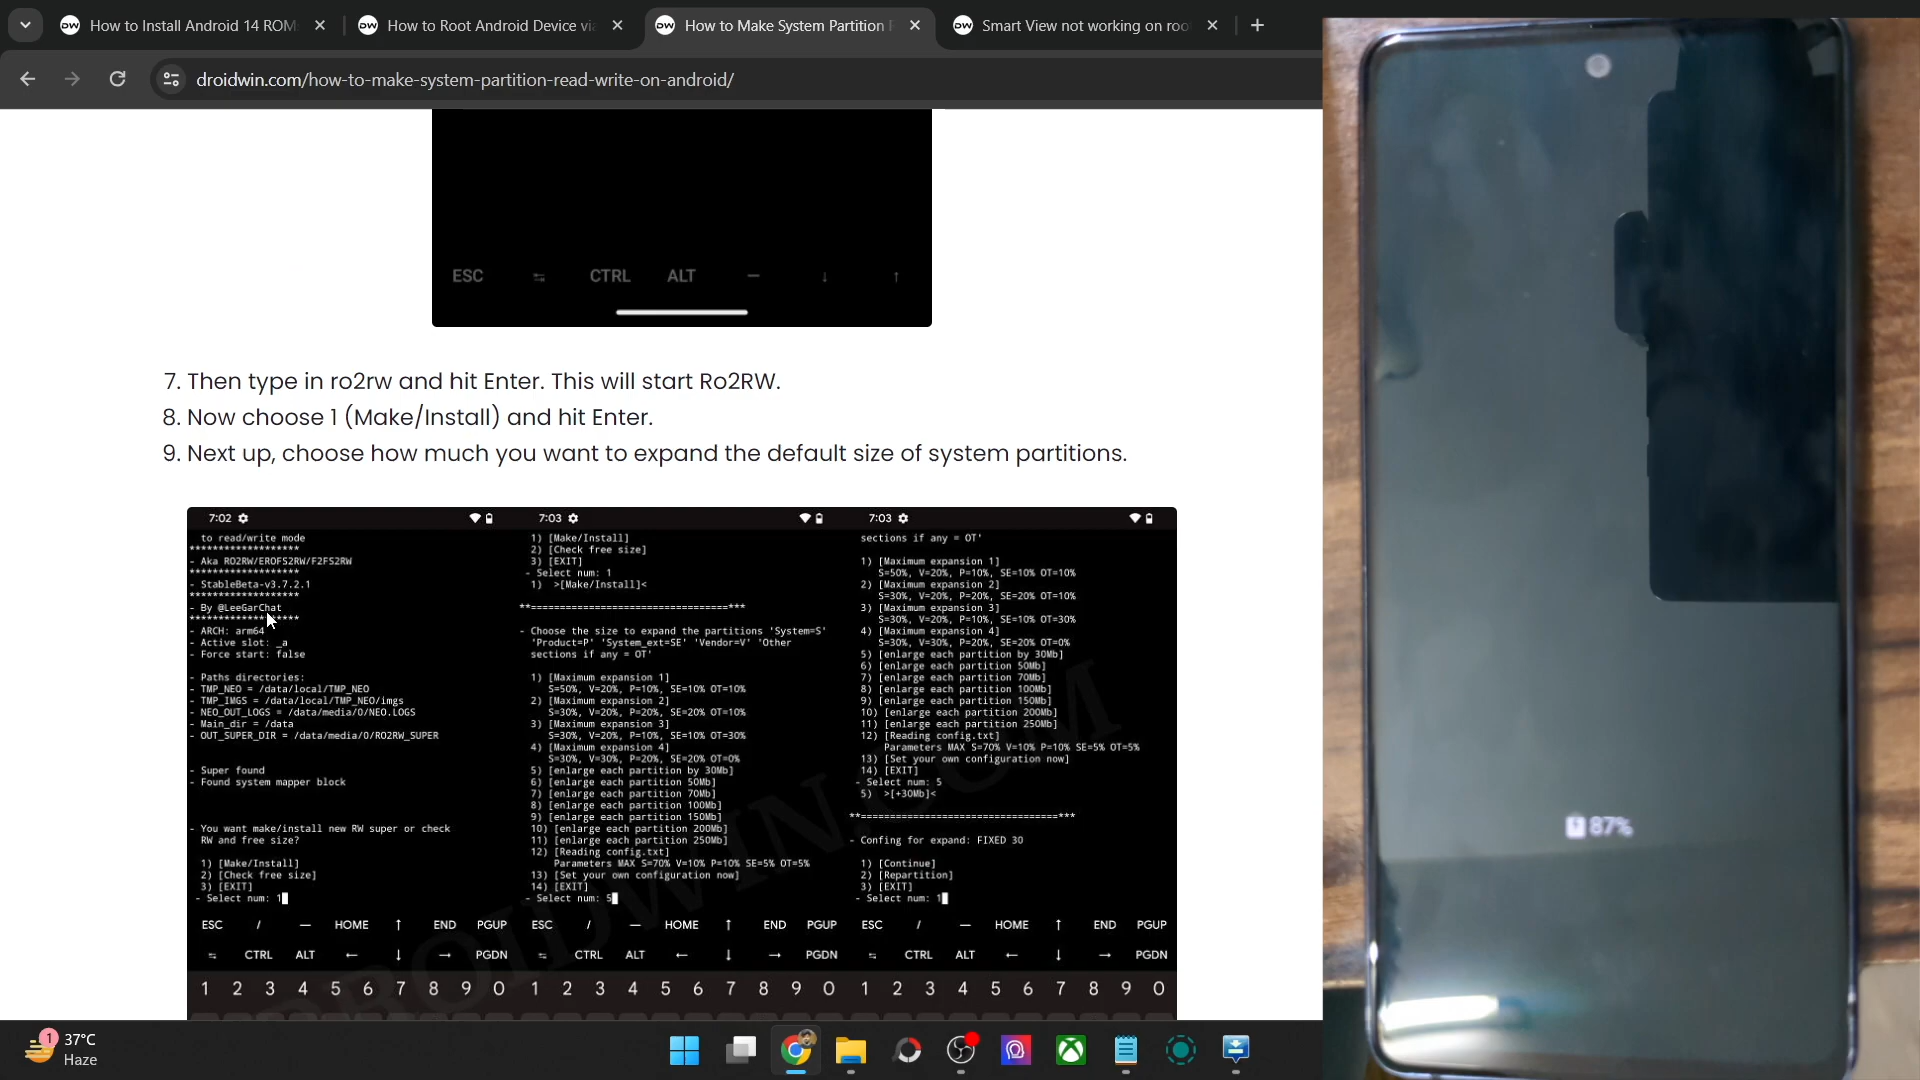 How to Install Android 14 ROM
How to Root Android Device via
How to Make System Partition R
Smart View not working on roo
droidwin.com/how-to-make-system-partition-read-write-on-android/
ESC CTRL ALT — ↓ ↑
7. Then type in ro2rw and hit Enter. This will start Ro2RW.
8. Now choose 1 (Make/Install) and hit Enter.
9. Next up, choose how much you want to expand the default size of system partitions.
7:02
to read/write mode
*******************
- Aka RO2RW/EROFS2RW/F2FS2RW
*******************
- StableBeta-v3.7.2.1
*******************
- By @LeeGarChat
*******************
- ARCH: arm64
- Active slot: _a
- Force start: false
- Paths directories:
- TMP_NEO = /data/local/TMP_NEO
- TMP_IMGS = /data/local/TMP_NEO/imgs
- NEO_OUT_LOGS = /data/media/0/NEO.LOGS
- Main_dir = /data
- OUT_SUPER_DIR = /data/media/0/RO2RW_SUPER
- Super found
- Found system mapper block
- You want make/install new RW super or check
RW and free size?
1) [Make/Install]
2) [Check free size]
3) [EXIT]
- Select num: 1
ESC / — HOME ↑ END PGUP
CTRL ALT ← ↓ → PGDN
1 2 3 4 5 6 7 8 9 0
7:03
1) [Make/Install]
2) [Check free size]
3) [EXIT]
- Select num: 1
1) >[Make/Install]<
**=================================***
- Choose the size to expand the partitions 'System=S'
'Product=P' 'System_ext=SE' 'Vendor=V' 'Other
sections if any = OT'
1) [Maximum expansion 1]
S=50%, V=20%, P=10%, SE=10% OT=10%
2) [Maximum expansion 2]
S=30%, V=20%, P=20%, SE=20% OT=10%
3) [Maximum expansion 3]
S=30%, V=20%, P=10%, SE=10% OT=30%
4) [Maximum expansion 4]
S=30%, V=30%, P=20%, SE=20% OT=0%
5) [enlarge each partition by 30Mb]
6) [enlarge each partition 50Mb]
7) [enlarge each partition 70Mb]
8) [enlarge each partition 100Mb]
9) [enlarge each partition 150Mb]
10) [enlarge each partition 200Mb]
11) [enlarge each partition 250Mb]
12) [Reading config.txt]
Parameters MAX S=70% V=10% P=10% SE=5% OT=5%
13) [Set your own configuration now]
14) [EXIT]
- Select num: 5
ESC / — HOME ↑ END PGUP
CTRL ALT ← ↓ → PGDN
1 2 3 4 5 6 7 8 9 0
7:03
sections if any = OT'
1) [Maximum expansion 1]
S=50%, V=20%, P=10%, SE=10% OT=10%
2) [Maximum expansion 2]
S=30%, V=20%, P=20%, SE=20% OT=10%
3) [Maximum expansion 3]
S=30%, V=20%, P=10%, SE=10% OT=30%
4) [Maximum expansion 4]
S=30%, V=30%, P=20%, SE=20% OT=0%
5) [enlarge each partition by 30Mb]
6) [enlarge each partition 50Mb]
7) [enlarge each partition 70Mb]
8) [enlarge each partition 100Mb]
9) [enlarge each partition 150Mb]
10) [enlarge each partition 200Mb]
11) [enlarge each partition 250Mb]
12) [Reading config.txt]
Parameters MAX S=70% V=10% P=10% SE=5% OT=5%
13) [Set your own configuration now]
14) [EXIT]
- Select num: 5
5) >[+30Mb]<
**=================================***
- Confing for expand: FIXED 30
1) [Continue]
2) [Repartition]
3) [EXIT]
- Select num: 1
ESC / — HOME ↑ END PGUP
CTRL ALT ← ↓ → PGDN
1 2 3 4 5 6 7 8 9 0
DROIDWIN.COM
87%
1
37°C
Haze